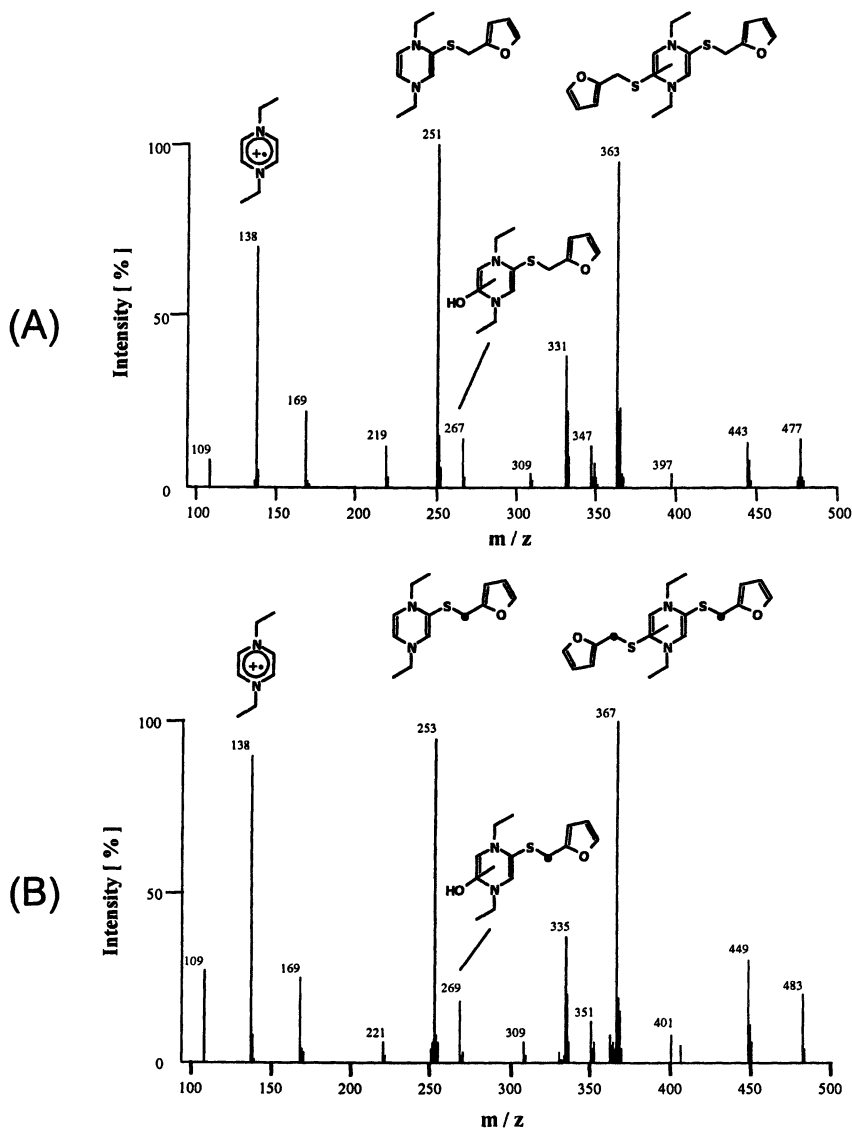 (A)
Intensity [ % ]
100
50
0
109
138
169
219
251
267
309
331
347
363
397
443
477
N
N
+•
N
S
O
N
O
S
N
S
O
N
HO
N
S
O
N
100
150
200
250
300
350
400
450
500
m / z
(B)
Intensity [ % ]
100
50
0
109
138
169
221
253
269
309
335
351
367
401
449
483
N
N
+•
N
S
O
N
O
S
N
S
O
N
HO
N
S
O
N
100
150
200
250
300
350
400
450
500
m / z